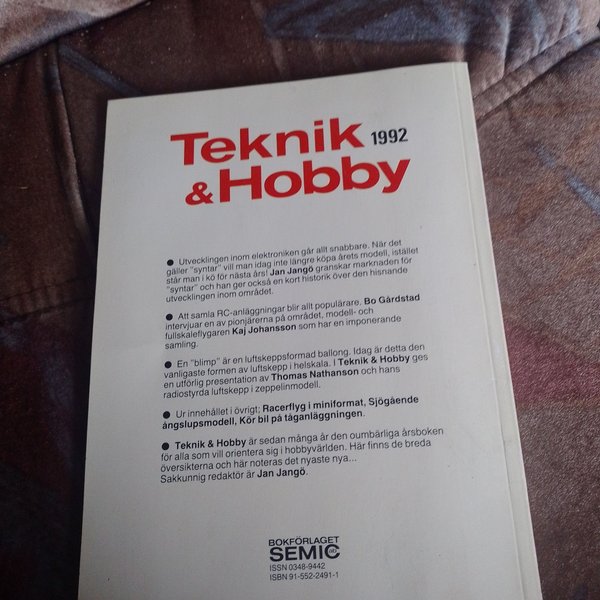 Teknik 1992
& Hobby
● Utvecklingen inom elektroniken går allt snabbare. När det
gäller "syntar" vill man idag inte längre köpa årets modell, istället
står man i kö för nästa års! Jan Jangö granskar marknaden för
"syntar" och han ger också en kort historik över den hisnande
utvecklingen inom området.
● Att samla RC-anläggningar blir allt populärare. Bo Gårdstad
intervjuar en av pionjärerna på området, modell- och
fullskaleflygaren Kaj Johansson som har en imponerande
samling.
● En "blimp" är en luftskeppsformad ballong. Idag är detta den
vanligaste formen av luftskepp i helskala. I Teknik & Hobby ges
en utförlig presentation av Thomas Nathanson och hans
radiostyrda luftskepp i zeppelinmodell.
● Ur innehållet i övrigt; Racerflyg i miniformat, Sjögående
ångslupsmodell, Kör bil på tåganläggningen.
● Teknik & Hobby är sedan många år den oumbärliga årsboken
för alla som vill orientera sig i hobbyvärlden. Här finns de breda
översikterna och här noteras det nyaste nya...
Sakkunnig redaktör är Jan Jangö.
BOKFÖRLAGET
SEMIC
ISSN 0348-9442
ISBN 91-552-2491-1